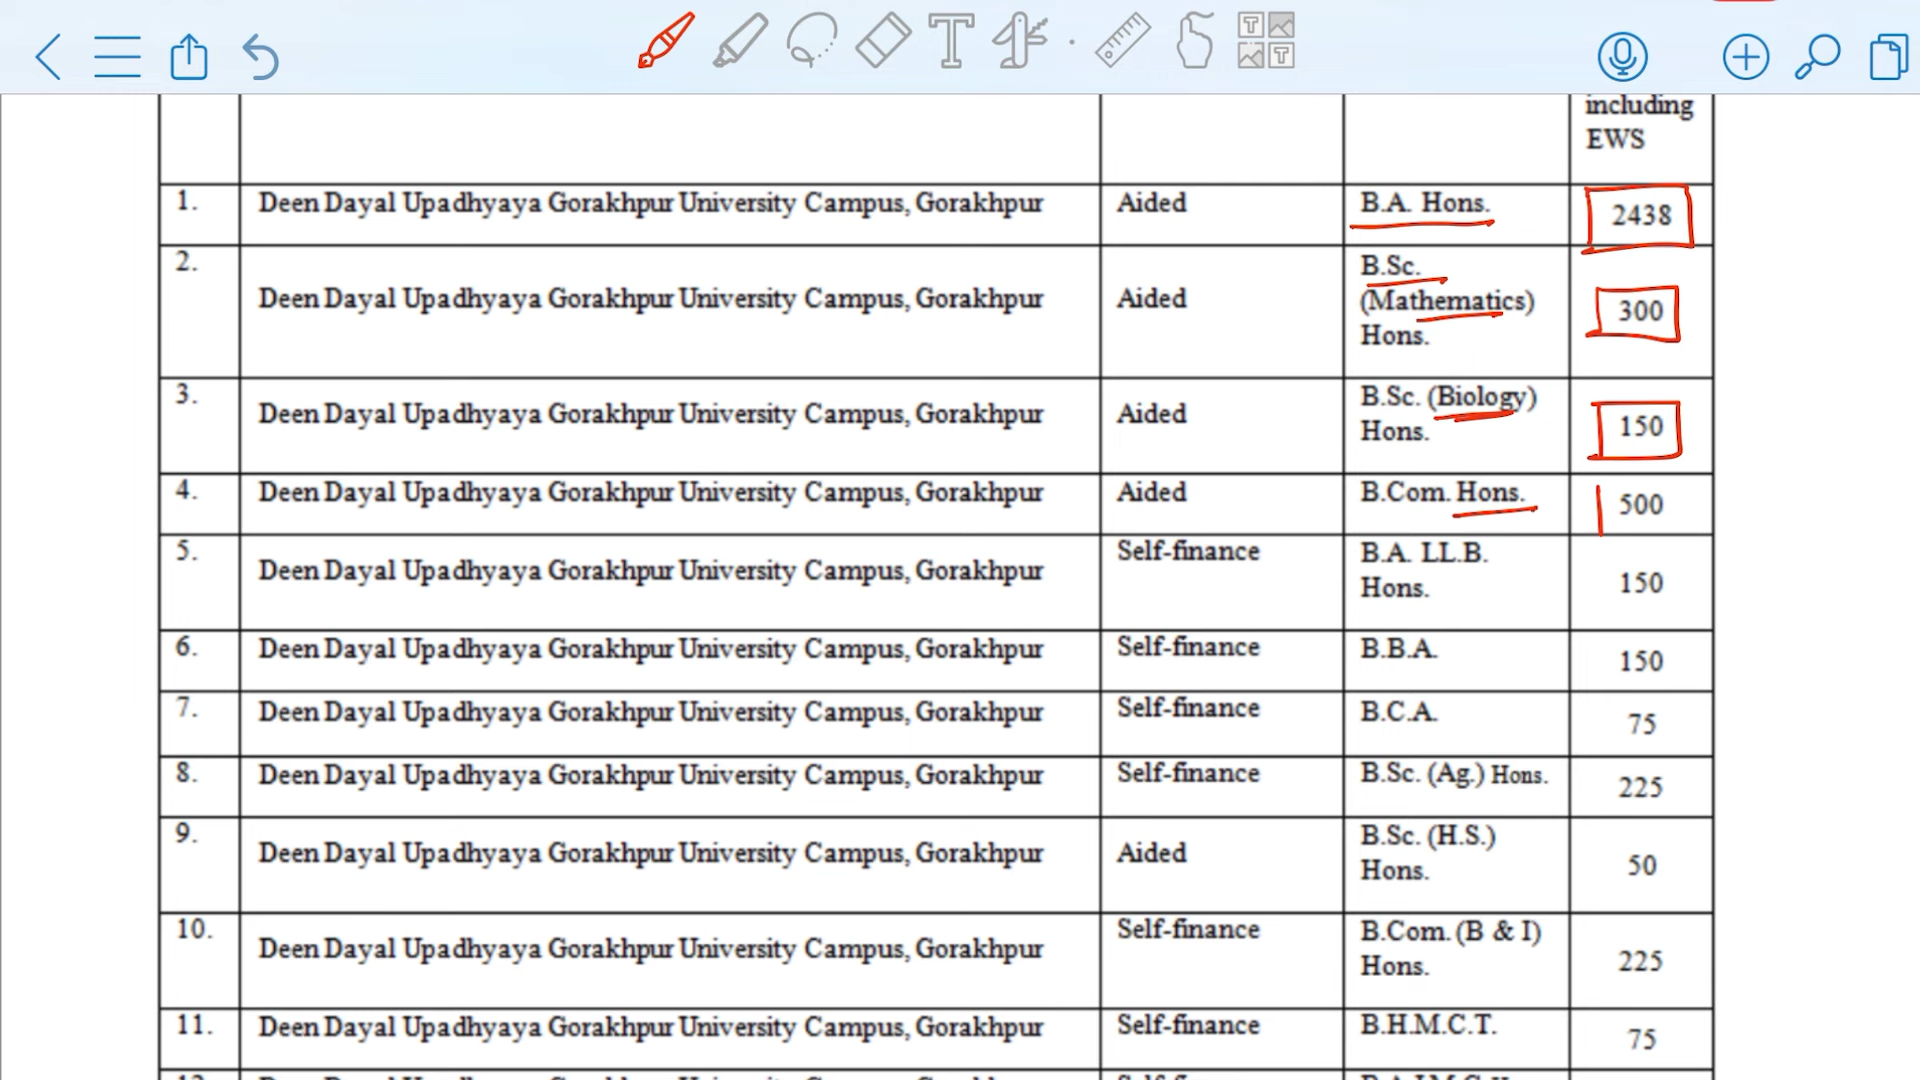 including
EWS
1. Deen Dayal Upadhyaya Gorakhpur University Campus, Gorakhpur Aided B.A. Hons. 2438
2. Deen Dayal Upadhyaya Gorakhpur University Campus, Gorakhpur Aided B.Sc.
(Mathematics)
Hons. 300
3. Deen Dayal Upadhyaya Gorakhpur University Campus, Gorakhpur Aided B.Sc. (Biology)
Hons. 150
4. Deen Dayal Upadhyaya Gorakhpur University Campus, Gorakhpur Aided B.Com. Hons. 500
5. Deen Dayal Upadhyaya Gorakhpur University Campus, Gorakhpur Self-finance B.A. LL.B.
Hons. 150
6. Deen Dayal Upadhyaya Gorakhpur University Campus, Gorakhpur Self-finance B.B.A. 150
7. Deen Dayal Upadhyaya Gorakhpur University Campus, Gorakhpur Self-finance B.C.A. 75
8. Deen Dayal Upadhyaya Gorakhpur University Campus, Gorakhpur Self-finance B.Sc. (Ag.) Hons. 225
9. Deen Dayal Upadhyaya Gorakhpur University Campus, Gorakhpur Aided B.Sc. (H.S.)
Hons. 50
10. Deen Dayal Upadhyaya Gorakhpur University Campus, Gorakhpur Self-finance B.Com. (B & I)
Hons. 225
11. Deen Dayal Upadhyaya Gorakhpur University Campus, Gorakhpur Self-finance B.H.M.C.T. 75